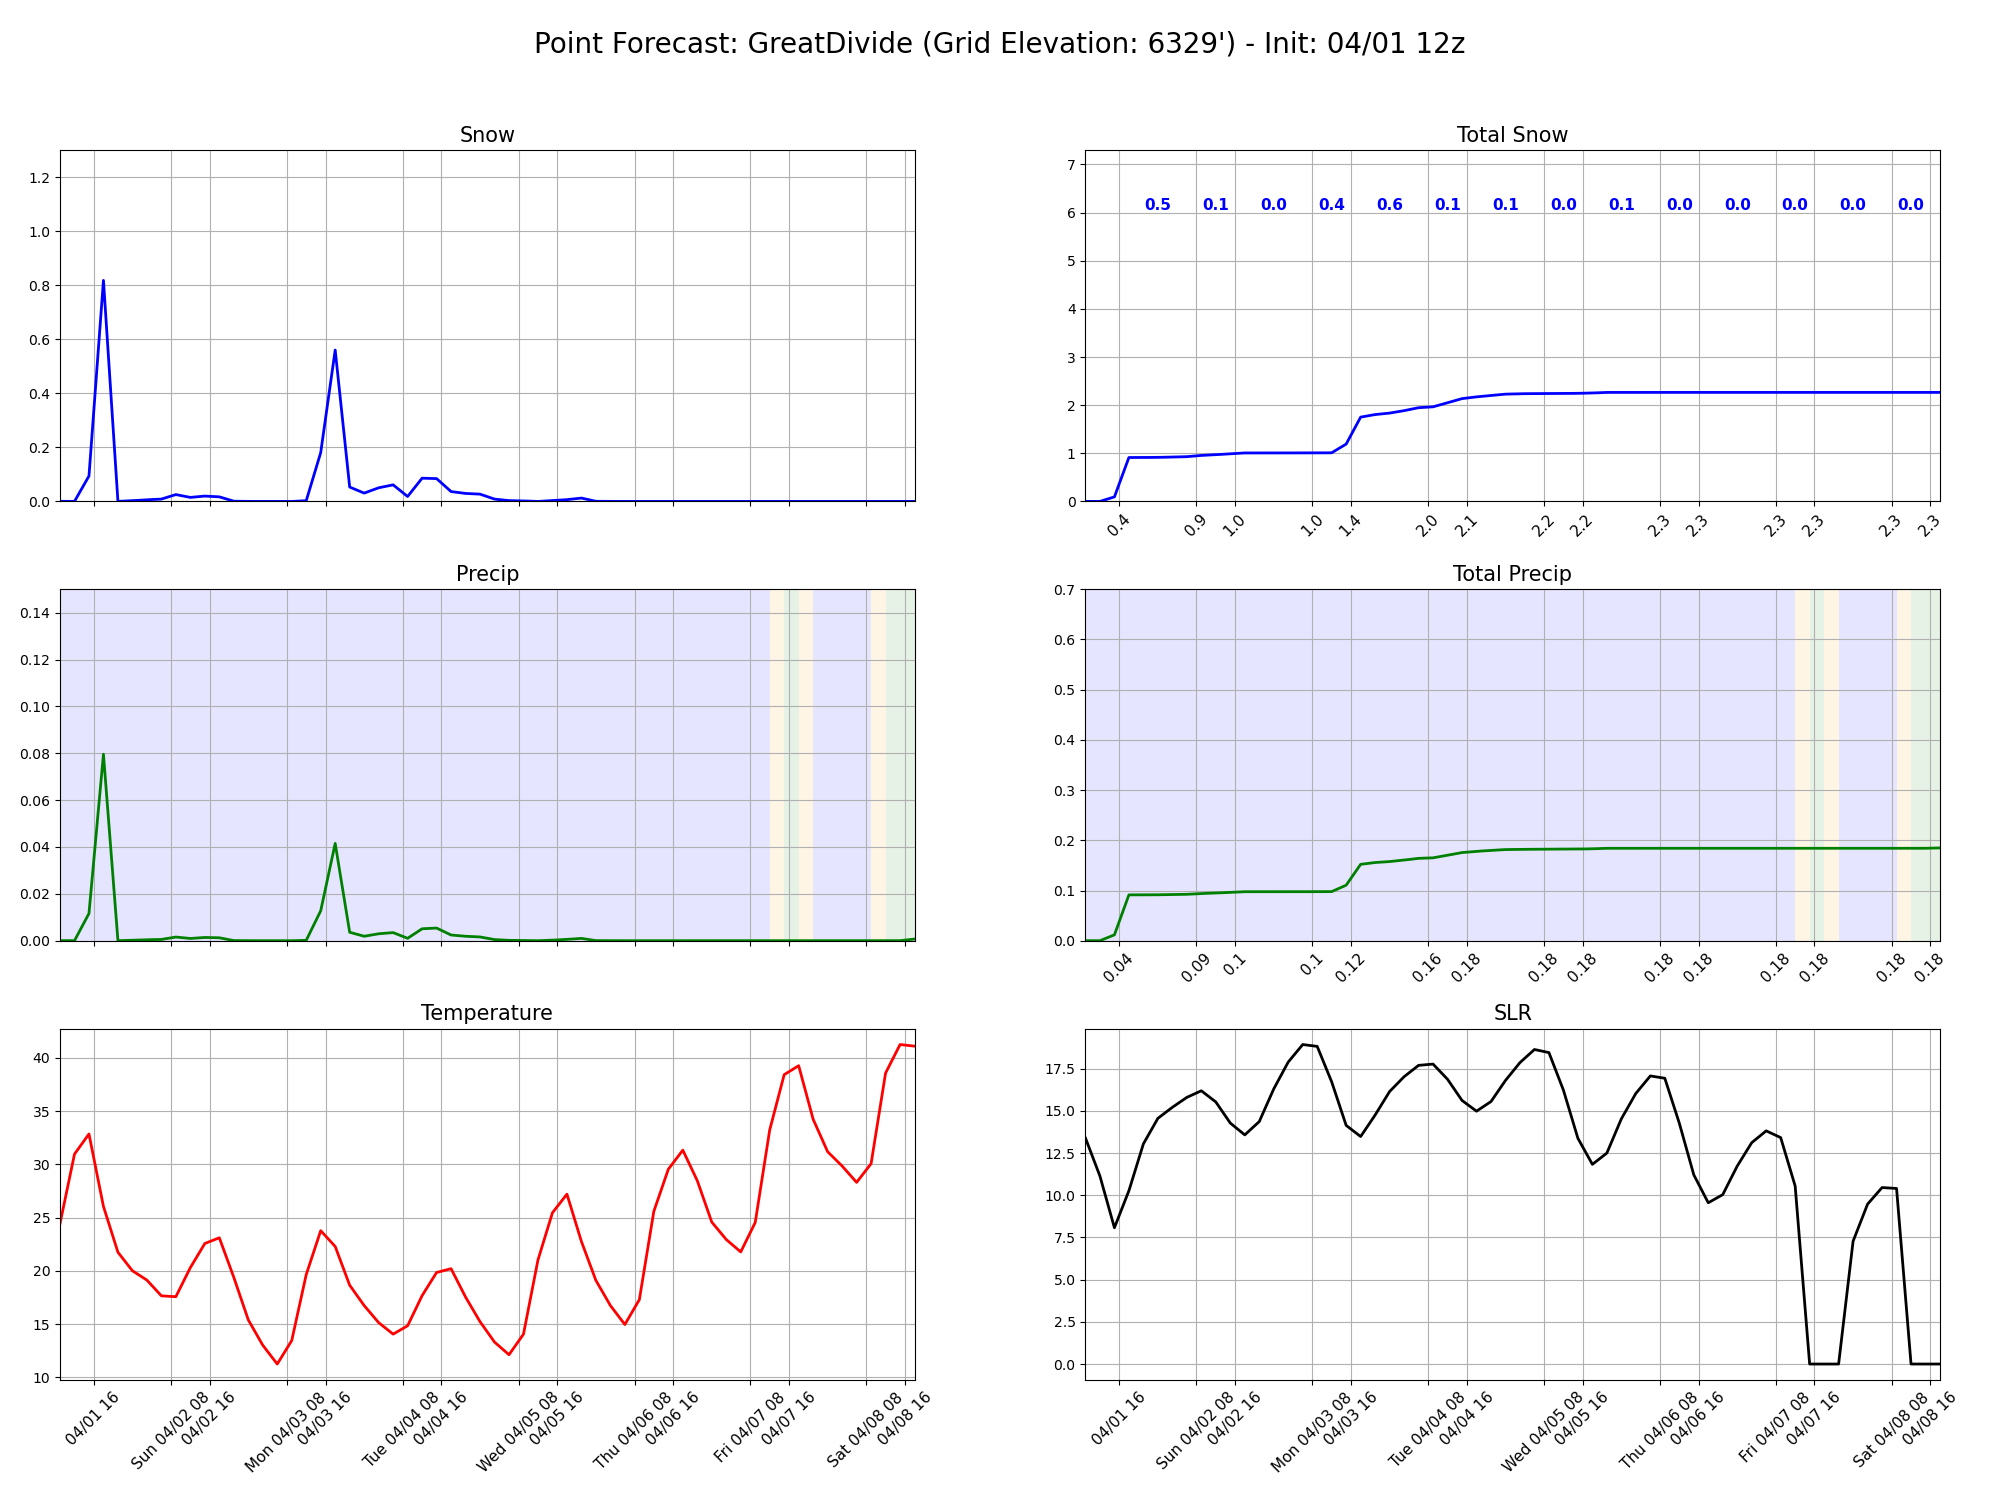 Point Forecast: GreatDivide (Grid Elevation: 6329') - Init: 04/01 12z
Snow
1.2
1.0
0.8
0.6
0.4
0.2
0.0
Total Snow
7
6
5
4
3
2
1
0
0.5 0.1 0.0 0.4 0.6 0.1 0.1 0.0 0.1 0.0 0.0 0.0 0.0 0.0
0.4 0.9 1.0 1.0 1.4 2.0 2.1 2.2 2.2 2.3 2.3 2.3 2.3 2.3 2.3
Precip
0.14
0.12
0.10
0.08
0.06
0.04
0.02
0.00
Total Precip
0.7
0.6
0.5
0.4
0.3
0.2
0.1
0.0
0.04 0.09 0.1 0.1 0.12 0.16 0.18 0.18 0.18 0.18 0.18 0.18 0.18 0.18 0.18
Temperature
40
35
30
25
20
15
10
04/01 16
Sun 04/02 08
04/02 16
Mon 04/03 08
04/03 16
Tue 04/04 08
04/04 16
Wed 04/05 08
04/05 16
Thu 04/06 08
04/06 16
Fri 04/07 08
04/07 16
Sat 04/08 08
04/08 16
SLR
17.5
15.0
12.5
10.0
7.5
5.0
2.5
0.0
04/01 16
Sun 04/02 08
04/02 16
Mon 04/03 08
04/03 16
Tue 04/04 08
04/04 16
Wed 04/05 08
04/05 16
Thu 04/06 08
04/06 16
Fri 04/07 08
04/07 16
Sat 04/08 08
04/08 16